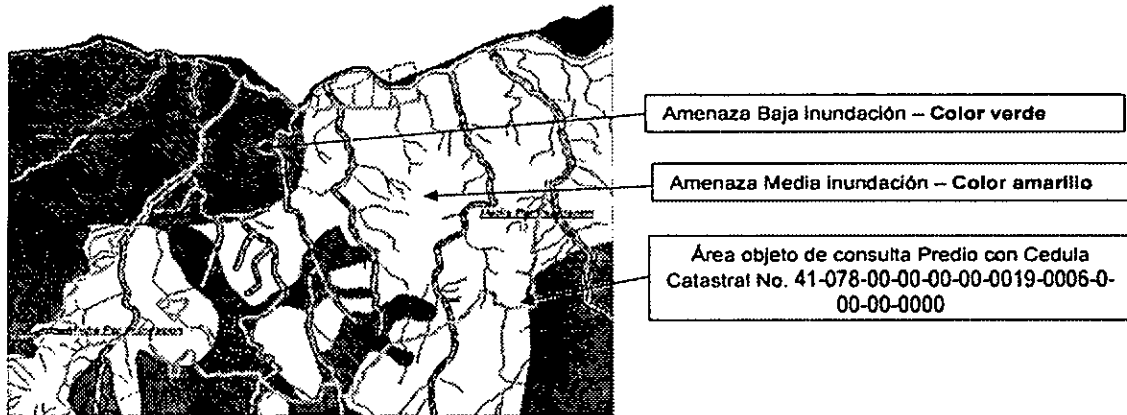 Amenaza Baja inundación – Color verde
Amenaza Media inundación – Color amarillo
Área objeto de consulta Predio con Cedula
Catastral No. 41-078-00-00-00-00-0019-0006-0-
00-00-0000